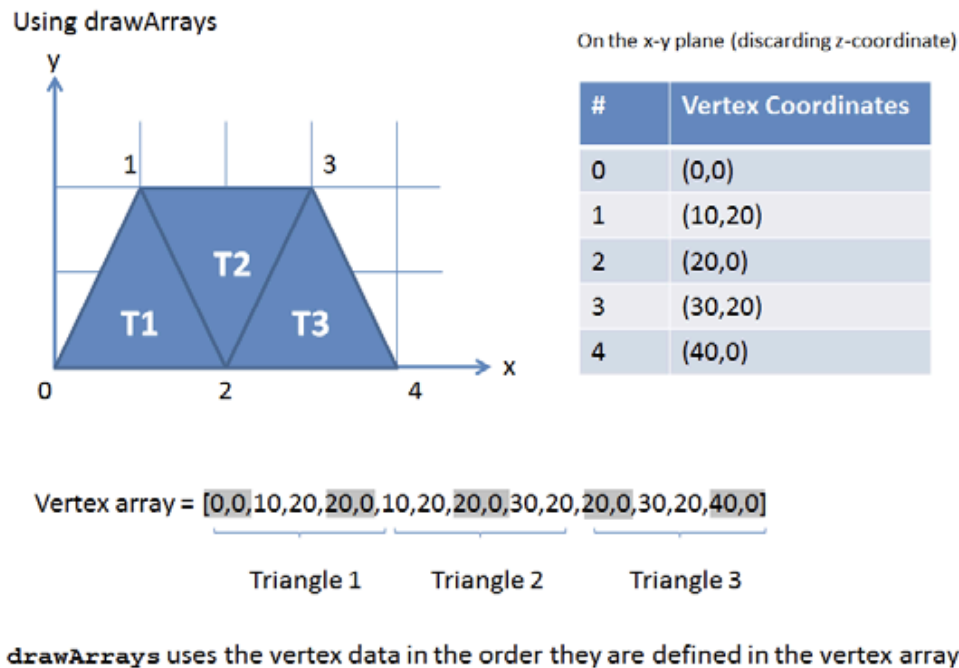 Using drawArrays
On the x-y plane (discarding z-coordinate)
y
1
3
T2
T1
T3
x
0
2
4
# Vertex Coordinates
0 (0,0)
1 (10,20)
2 (20,0)
3 (30,20)
4 (40,0)
Vertex array = [0,0,10,20,20,0,10,20,20,0,30,20,20,0,30,20,40,0]
Triangle 1 Triangle 2 Triangle 3
drawArrays uses the vertex data in the order they are defined in the vertex array